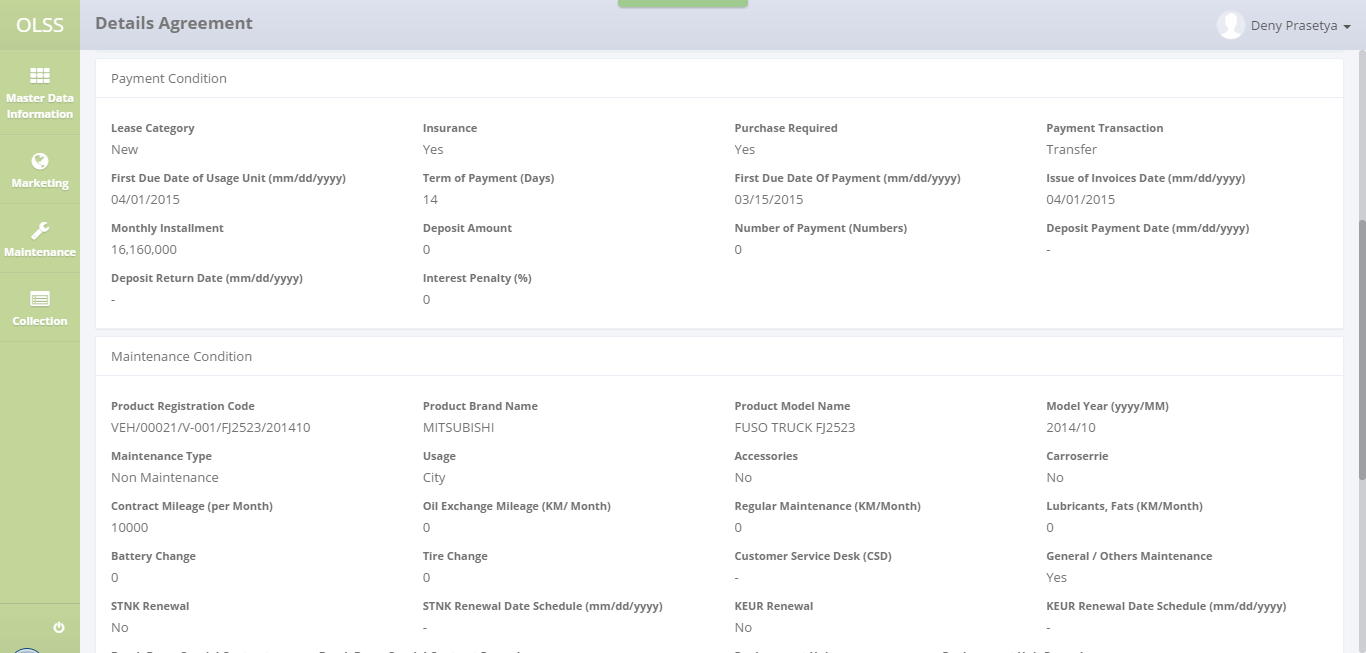 OLSS
Details Agreement
Deny Prasetya
Master Data
Information
Marketing
Maintenance
Collection
Payment Condition
Lease Category Insurance Purchase Required Payment Transaction
New Yes Yes Transfer
First Due Date of Usage Unit (mm/dd/yyyy) Term of Payment (Days) First Due Date Of Payment (mm/dd/yyyy) Issue of Invoices Date (mm/dd/yyyy)
04/01/2015 14 03/15/2015 04/01/2015
Monthly Installment Deposit Amount Number of Payment (Numbers) Deposit Payment Date (mm/dd/yyyy)
16,160,000 0 0 -
Deposit Return Date (mm/dd/yyyy) Interest Penalty (%)
- 0
Maintenance Condition
Product Registration Code Product Brand Name Product Model Name Model Year (yyyy/MM)
VEH/00021/V-001/FJ2523/201410 MITSUBISHI FUSO TRUCK FJ2523 2014/10
Maintenance Type Usage Accessories Carroserrie
Non Maintenance City No No
Contract Mileage (per Month) Oil Exchange Mileage (KM/ Month) Regular Maintenance (KM/Month) Lubricants, Fats (KM/Month)
10000 0 0 0
Battery Change Tire Change Customer Service Desk (CSD) General / Others Maintenance
0 0 - Yes
STNK Renewal STNK Renewal Date Schedule (mm/dd/yyyy) KEUR Renewal KEUR Renewal Date Schedule (mm/dd/yyyy)
No - No -